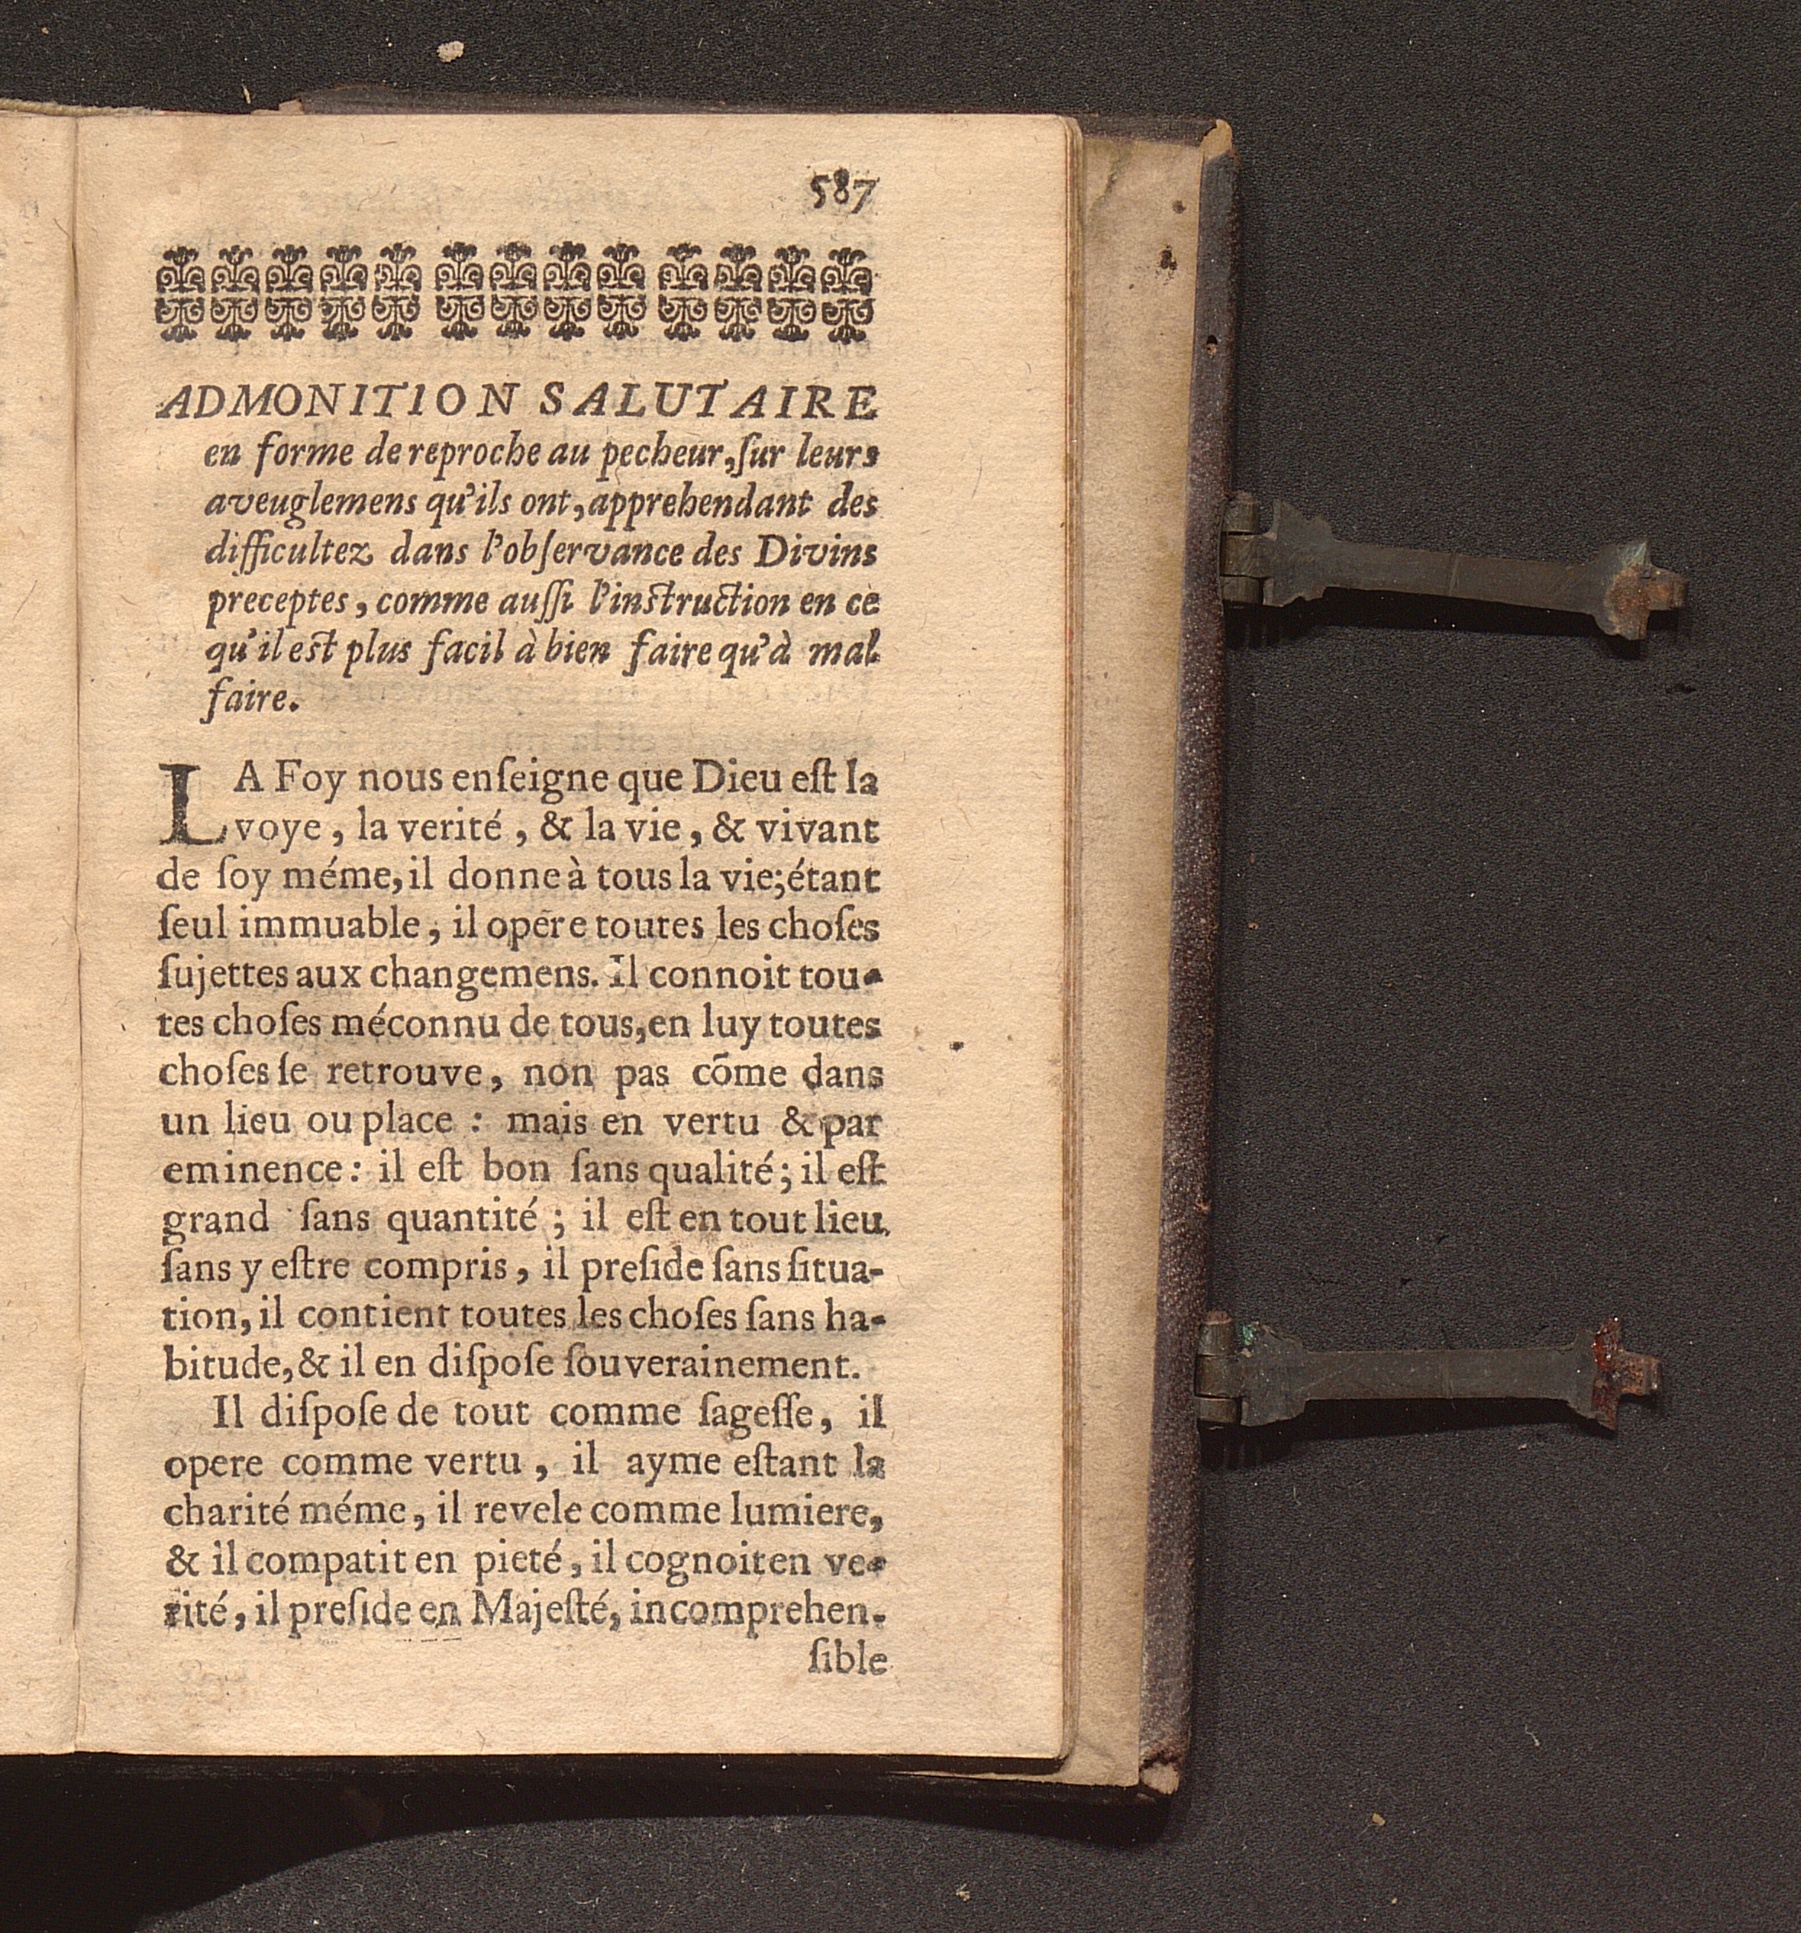 587
ADMONITION SALUTAIRE
en forme de reproche au pecheur, ſur leurs
aveuglemens qu'ils ont, apprehendant des
difficultez dans l'obſervance des Divins
preceptes, comme auſſi l'inſtruction en ce
qu'il eſt plus facil à bien faire qu'à mal
faire.
LA Foy nous enſeigne que Dieu eſt la
voye, la verité, & la vie, & vivant
de ſoy méme, il donne à tous la vie; étant
ſeul immuable, il opere toutes les choſes
ſujettes aux changemens. Il connoit tou-
tes choſes méconnu de tous, en luy toutes
choſes ſe retrouve, non pas cōme dans
un lieu ou place : mais en vertu & par
eminence : il eſt bon ſans qualité ; il eſt
grand ſans quantité ; il eſt en tout lieu
ſans y eſtre compris, il preſide ſans ſitua-
tion, il contient toutes les choſes ſans ha-
bitude, & il en diſpoſe ſouverainement.
Il diſpoſe de tout comme ſageſſe, il
opere comme vertu, il ayme eſtant la
charité méme, il revele comme lumiere,
& il compatit en pieté, il cognoit en ve-
rité, il preſide en Majeſté, incomprehen-
ſible